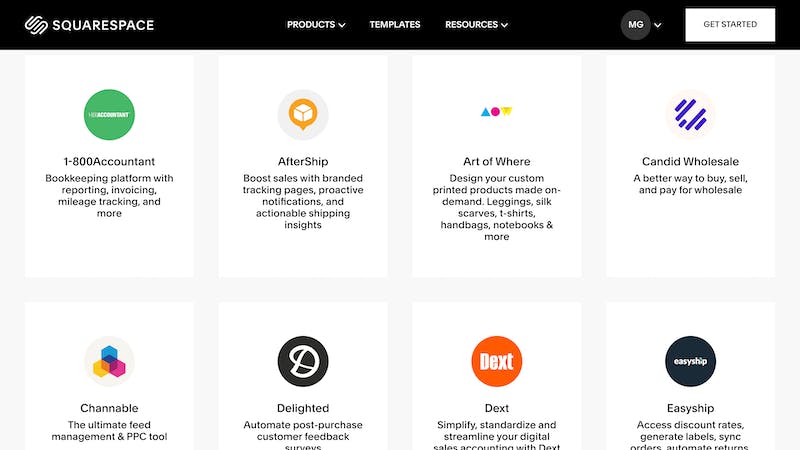 SQUARESPACE
PRODUCTS
TEMPLATES
RESOURCES
MG
GET STARTED
1-800ACCOUNTANT
1-800Accountant
Bookkeeping platform with
reporting, invoicing,
mileage tracking, and
more
AfterShip
Boost sales with branded
tracking pages, proactive
notifications, and
actionable shipping
insights
AOW
Art of Where
Design your custom
printed products made on-
demand. Leggings, silk
scarves, t-shirts,
handbags, notebooks &
more
Candid Wholesale
A better way to buy, sell,
and pay for wholesale
Channable
The ultimate feed
management & PPC tool
Delighted
Automate post-purchase
customer feedback
surveys
Dext
Dext
Simplify, standardize and
streamline your digital
sales accounting with Dext
easyship
Easyship
Access discount rates,
generate labels, sync
orders, automate returns